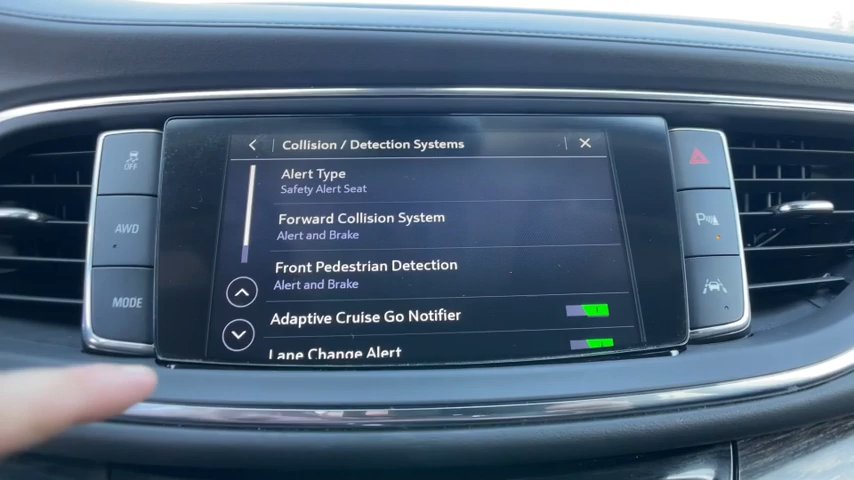 Collision / Detection Systems
OFF
Alert Type
Safety Alert Seat
AWD
Forward Collision System
Alert and Brake
Front Pedestrian Detection
Alert and Brake
MODE
Adaptive Cruise Go Notifier
Lane Change Alert